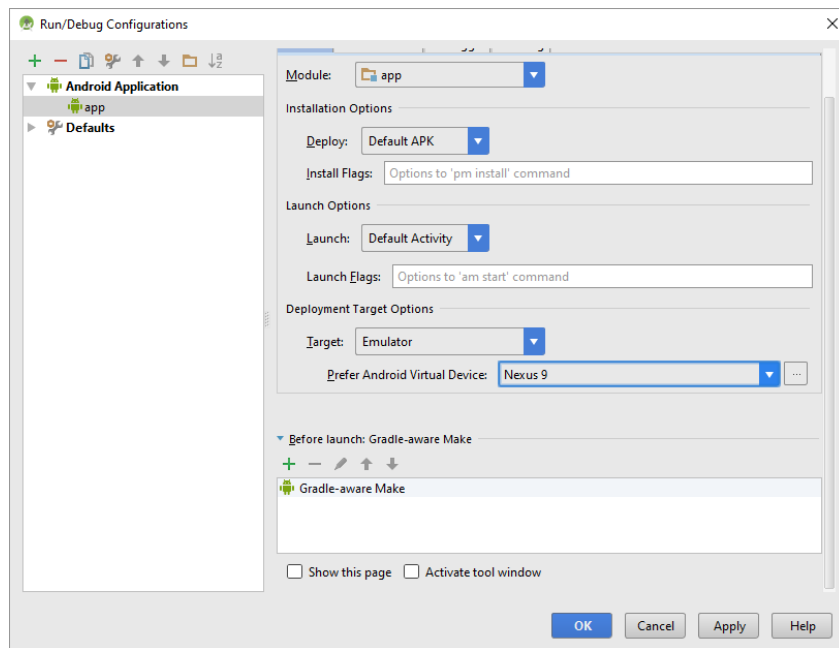 Run/Debug Configurations
Android Application
app
Defaults
Module: app
Installation Options
Deploy: Default APK
Install Flags: Options to 'pm install' command
Launch Options
Launch: Default Activity
Launch Flags: Options to 'am start' command
Deployment Target Options
Target: Emulator
Prefer Android Virtual Device: Nexus 9 ...
Before launch: Gradle-aware Make
Gradle-aware Make
Show this page Activate tool window
OK Cancel Apply Help